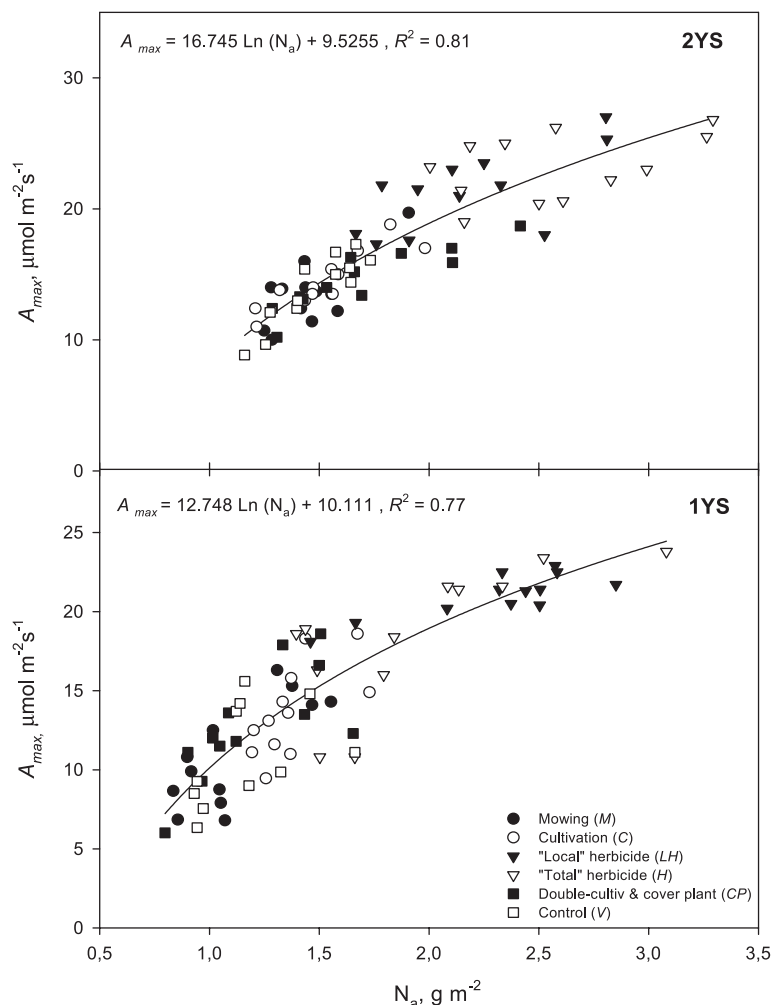 A max = 16.745 Ln (Na) + 9.5255 , R2 = 0.81
2YS
30
20
10
0
Amax, μmol m-2s-1
A max = 12.748 Ln (Na) + 10.111 , R2 = 0.77
1YS
25
20
15
10
5
0
Amax, μmol m-2s-1
Mowing (M)
Cultivation (C)
"Local" herbicide (LH)
"Total" herbicide (H)
Double-cultiv & cover plant (CP)
Control (V)
0,5 1,0 1,5 2,0 2,5 3,0 3,5
Na, g m-2